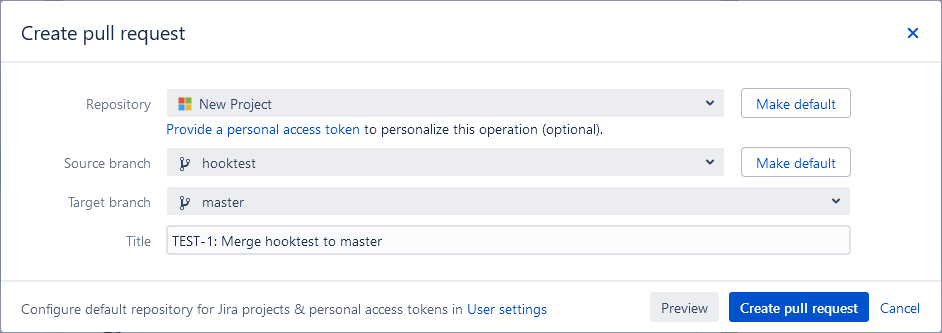 Create pull request
Repository New Project Make default
Provide a personal access token to personalize this operation (optional).
Source branch hooktest Make default
Target branch master
Title TEST-1: Merge hooktest to master
Configure default repository for Jira projects & personal access tokens in User settings Preview Create pull request Cancel